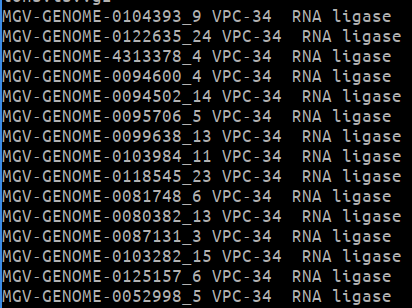 MGV-GENOME-0104393_9 VPC-34  RNA ligase
MGV-GENOME-0122635_24 VPC-34  RNA ligase
MGV-GENOME-4313378_4 VPC-34  RNA ligase
MGV-GENOME-0094600_4 VPC-34  RNA ligase
MGV-GENOME-0094502_14 VPC-34  RNA ligase
MGV-GENOME-0095706_5 VPC-34  RNA ligase
MGV-GENOME-0099638_13 VPC-34  RNA ligase
MGV-GENOME-0103984_11 VPC-34  RNA ligase
MGV-GENOME-0118545_23 VPC-34  RNA ligase
MGV-GENOME-0081748_6 VPC-34  RNA ligase
MGV-GENOME-0080382_13 VPC-34  RNA ligase
MGV-GENOME-0087131_3 VPC-34  RNA ligase
MGV-GENOME-0103282_15 VPC-34  RNA ligase
MGV-GENOME-0125157_6 VPC-34  RNA ligase
MGV-GENOME-0052998_5 VPC-34  RNA ligase